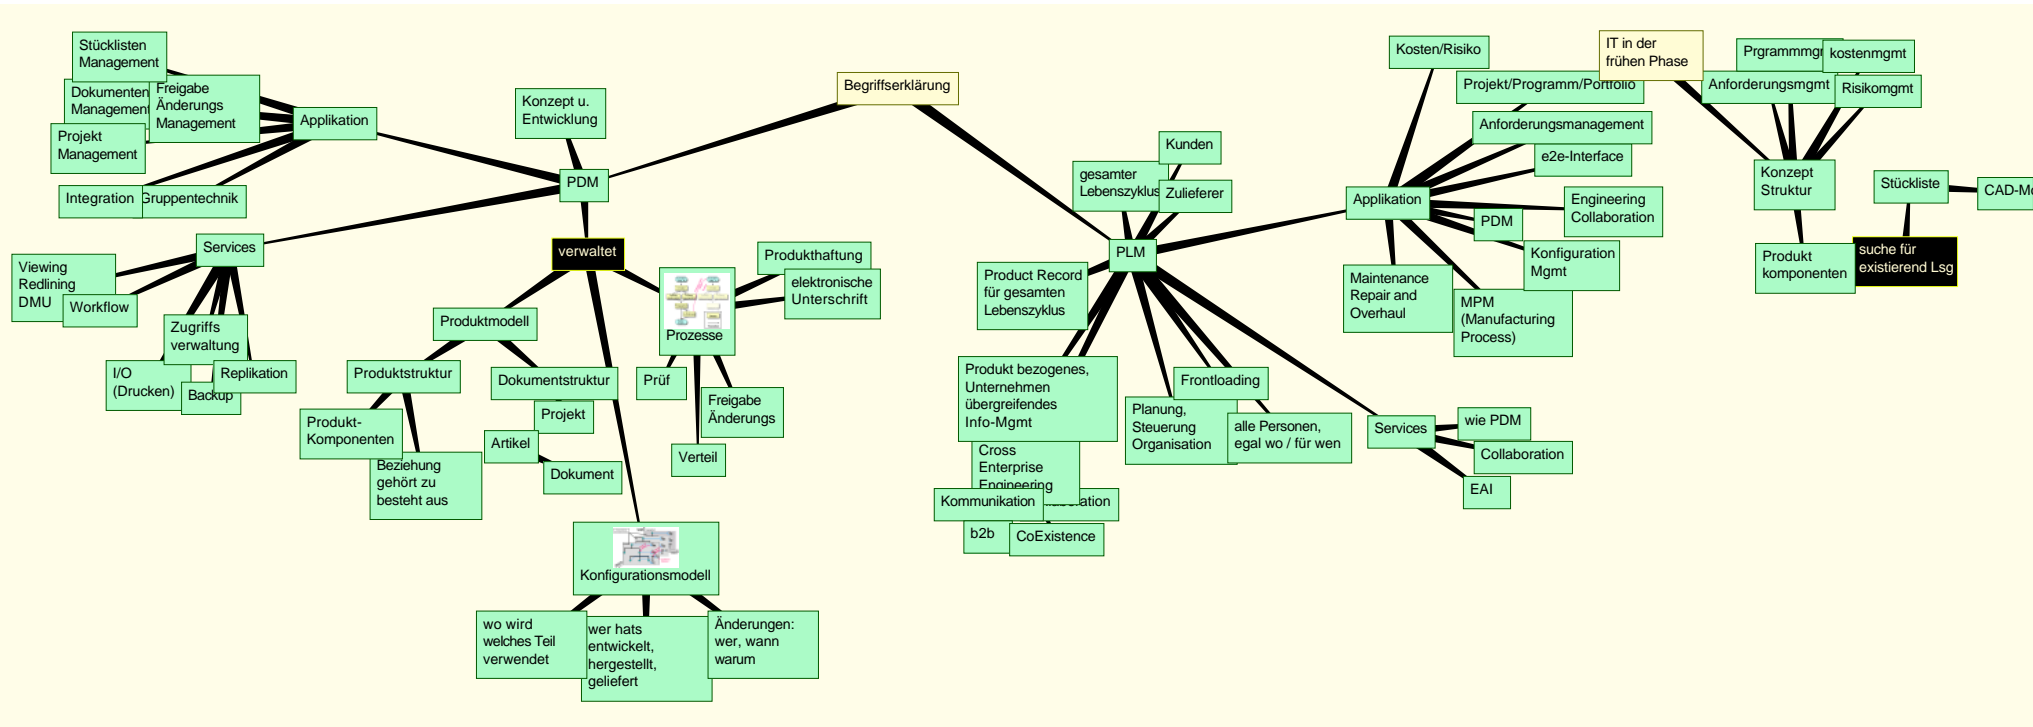 Stücklisten
Management
Dokumenten
Management
Freigabe
Änderungs
Management
Projekt
Management
Integration
Gruppentechnik
Applikation
Konzept u.
Entwicklung
PDM
Begriffserklärung
Services
Viewing
Redlining
DMU
Workflow
Zugriffs
verwaltung
I/O
(Drucken)
Backup
Replikation
verwaltet
Produktmodell
Produktstruktur
Produkt-
Komponenten
Beziehung
gehört zu
besteht aus
Dokumentstruktur
Projekt
Artikel
Dokument
Prozesse
Produkthaftung
elektronische
Unterschrift
Prüf
Freigabe
Änderungs
Verteil
Konfigurationsmodell
wo wird
welches Teil
verwendet
wer hats
entwickelt,
hergestellt,
geliefert
Änderungen:
wer, wann
warum
PLM
gesamter
Lebenszyklus
Kunden
Zulieferer
Product Record
für gesamten
Lebenszyklus
Produkt bezogenes,
Unternehmen
übergreifendes
Info-Mgmt
Cross
Enterprise
Engineering
Kommunikation
b2b
CoExistence
Planung,
Steuerung
Organisation
Frontloading
alle Personen,
egal wo / für wen
Services
wie PDM
Collaboration
EAI
Applikation
Kosten/Risiko
Projekt/Programm/Portfolio
Anforderungsmanagement
e2e-Interface
Engineering
Collaboration
PDM
Konfiguration
Mgmt
MPM
(Manufacturing
Process)
Maintenance
Repair and
Overhaul
IT in der
frühen Phase
Prgrammmgm
kostenmgmt
Anforderungsmgmt
Risikomgmt
Konzept
Struktur
Produkt
komponenten
Stückliste
CAD-Mo
suche für
existierend Lsg